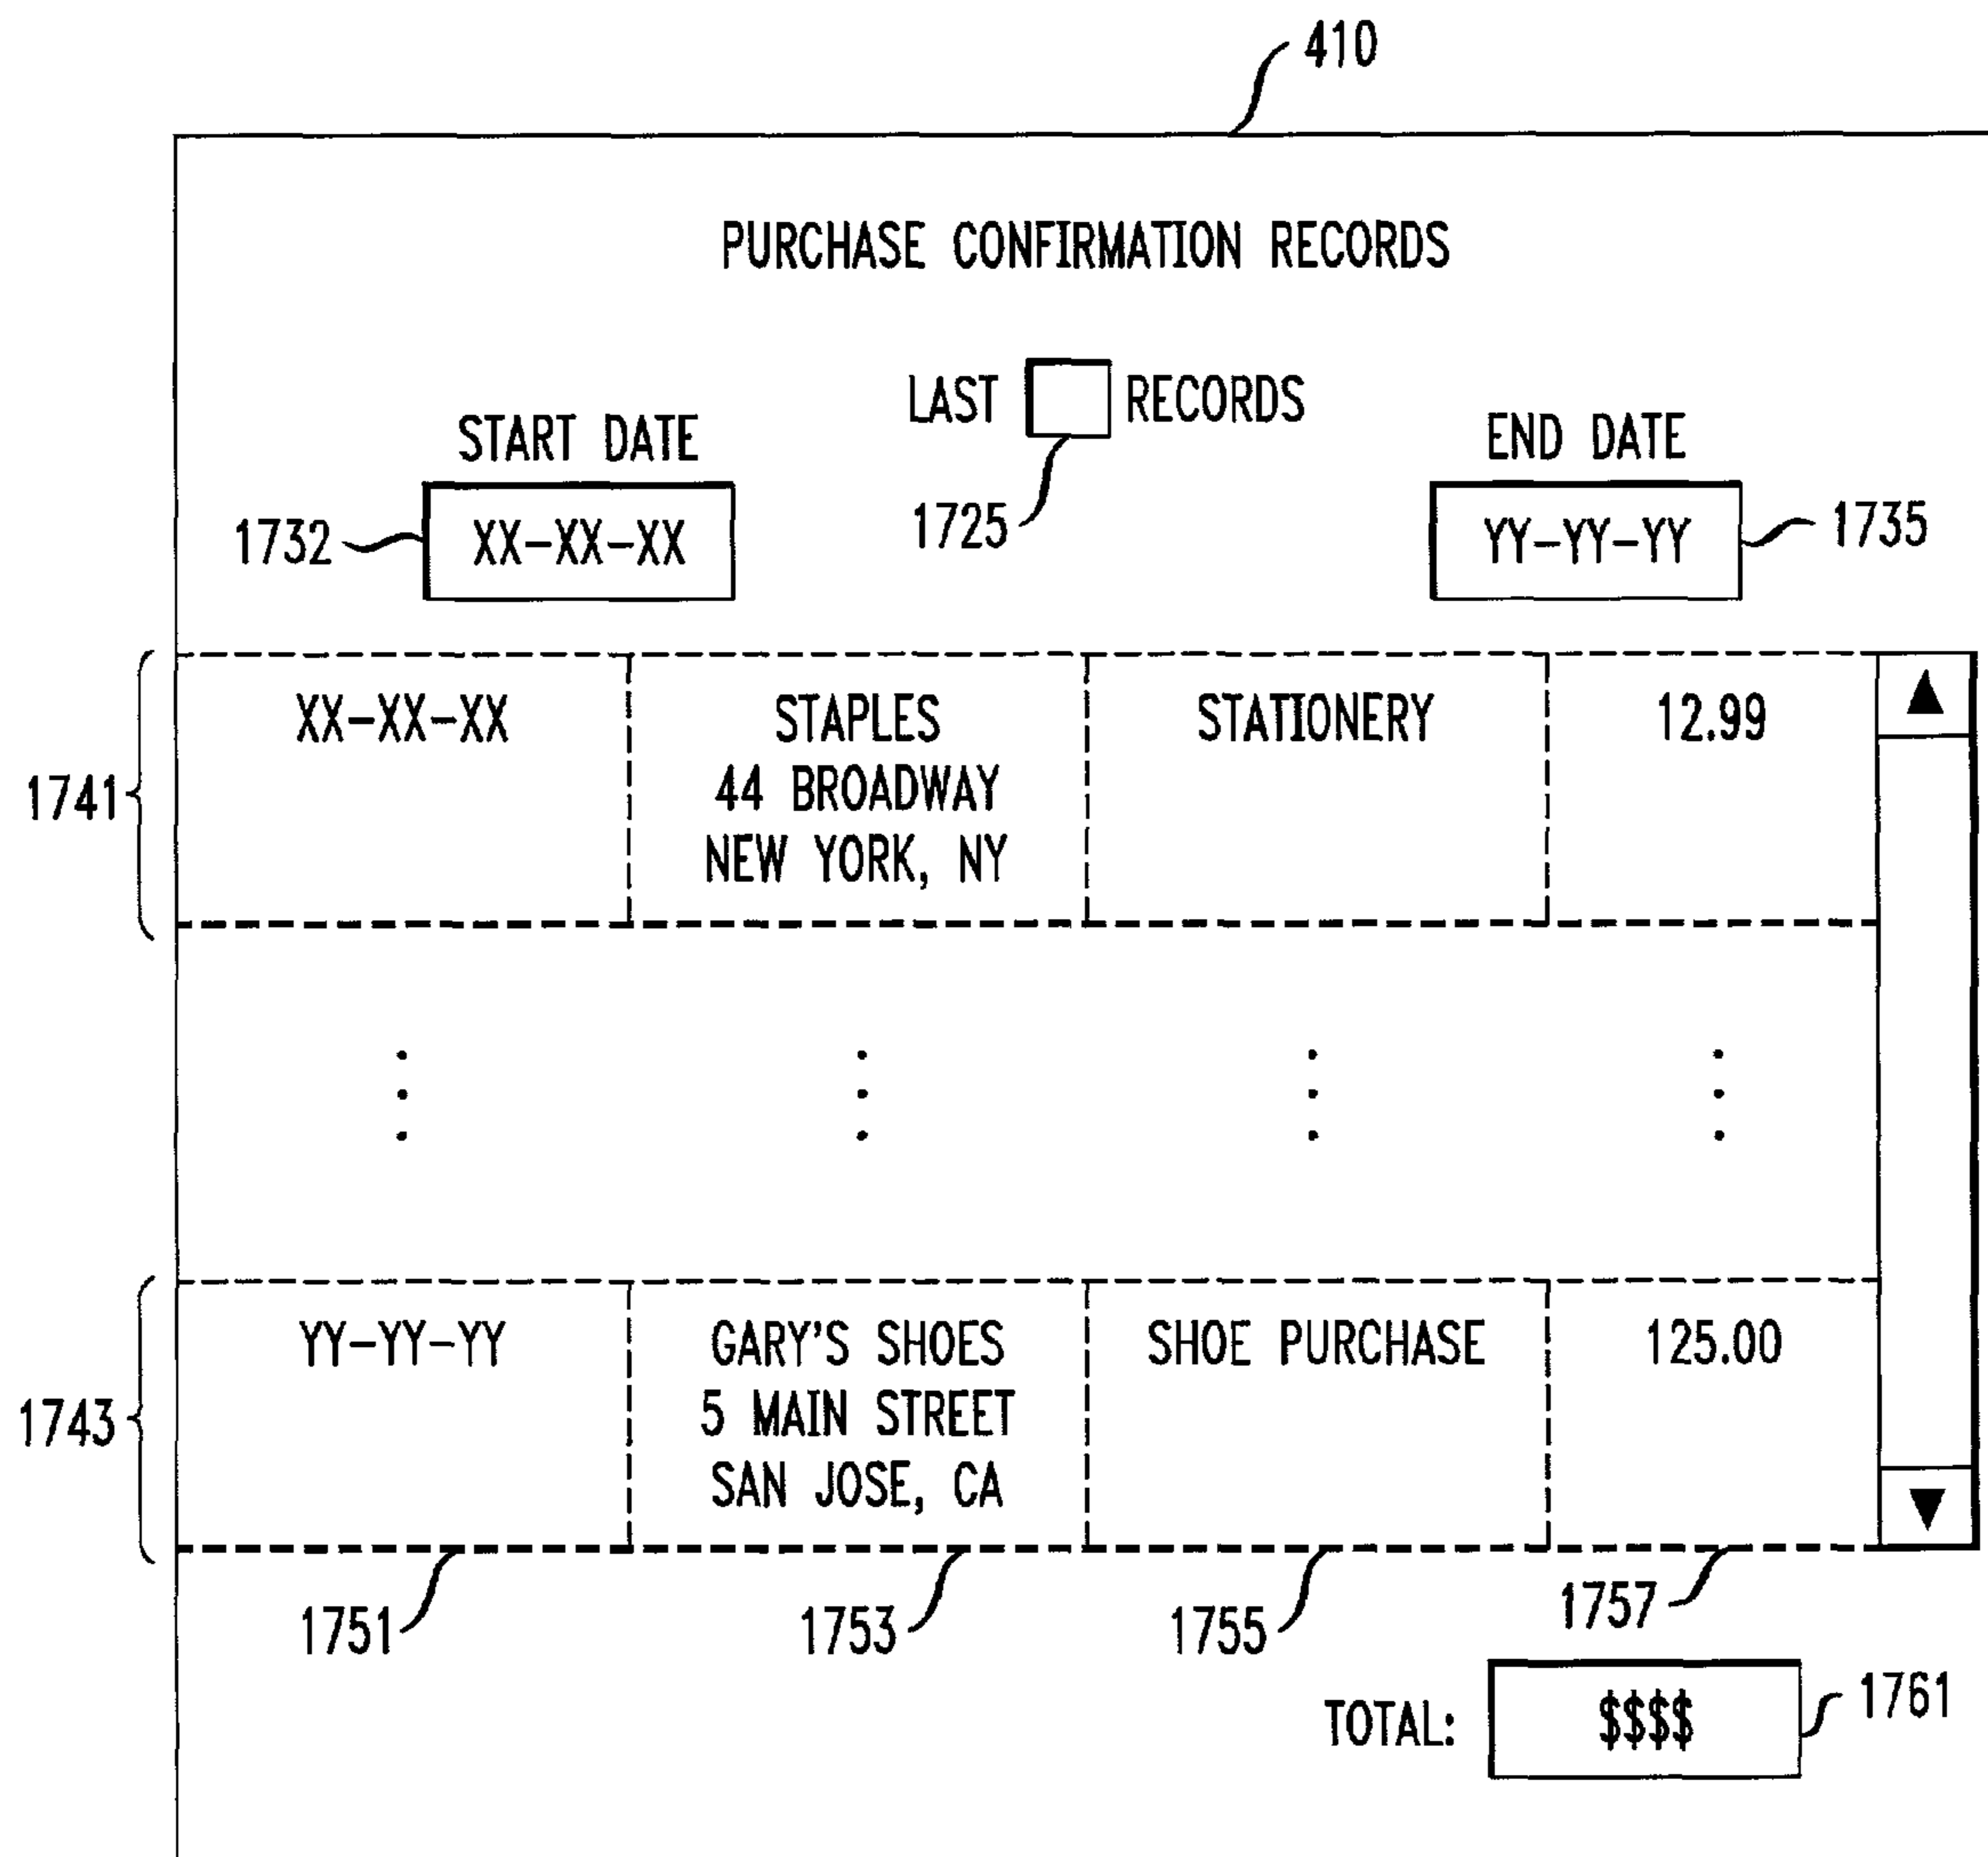 410
PURCHASE CONFIRMATION RECORDS
LAST RECORDS
START DATE
END DATE
1725
1732
XX-XX-XX
YY-YY-YY
1735
1741
XX-XX-XX
STAPLES
44 BROADWAY
NEW YORK, NY
STATIONERY
12.99
1743
YY-YY-YY
GARY'S SHOES
5 MAIN STREET
SAN JOSE, CA
SHOE PURCHASE
125.00
1751
1753
1755
1757
TOTAL:
$$$$
1761